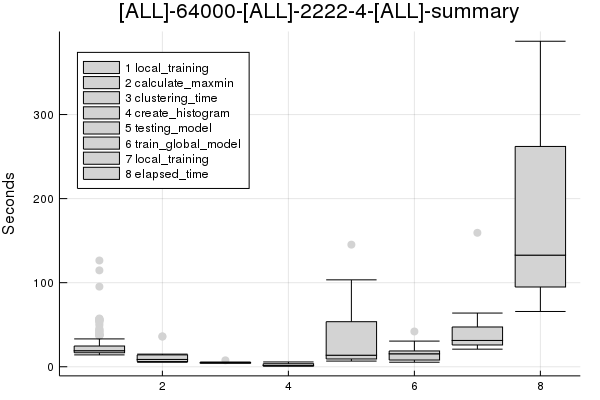 [ALL]-64000-[ALL]-2222-4-[ALL]-summary
Seconds
300
200
100
0
1 local_training
2 calculate_maxmin
3 clustering_time
4 create_histogram
5 testing_model
6 train_global_model
7 local_training
8 elapsed_time
2 4 6 8